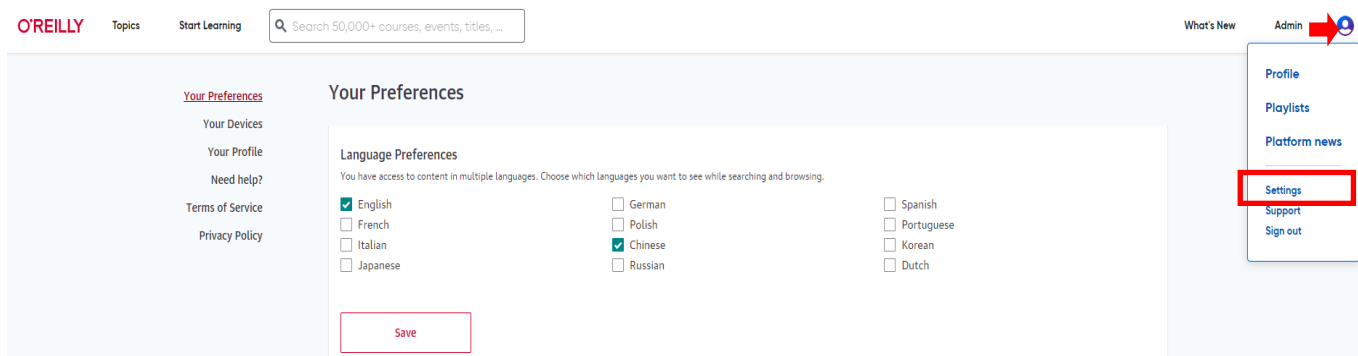 O'REILLY Topics Start Learning Search 50,000+ courses, events, titles, ... What's New Admin
Profile
Playlists
Platform news
Settings
Support
Sign out
Your Preferences
Your Devices
Your Profile
Need help?
Terms of Service
Privacy Policy
Your Preferences
Language Preferences
You have access to content in multiple languages. Choose which languages you want to see while searching and browsing.
English German Spanish
French Polish Portuguese
Italian Chinese Korean
Japanese Russian Dutch
Save